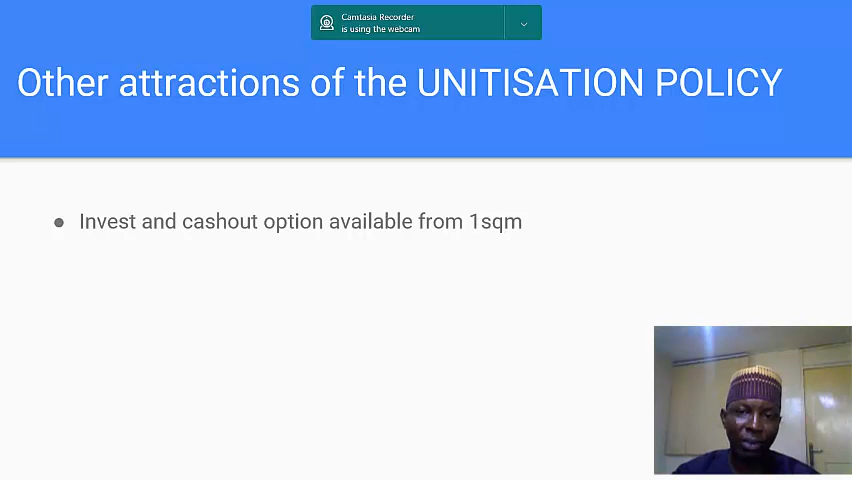 Camtasia Recorder
is using the webcam
Other attractions of the UNITISATION POLICY
● Invest and cashout option available from 1sqm